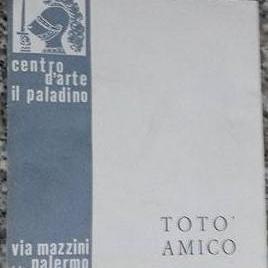 centro
d'arte
il paladino
via mazzini
palermo
TOTO'
AMICO